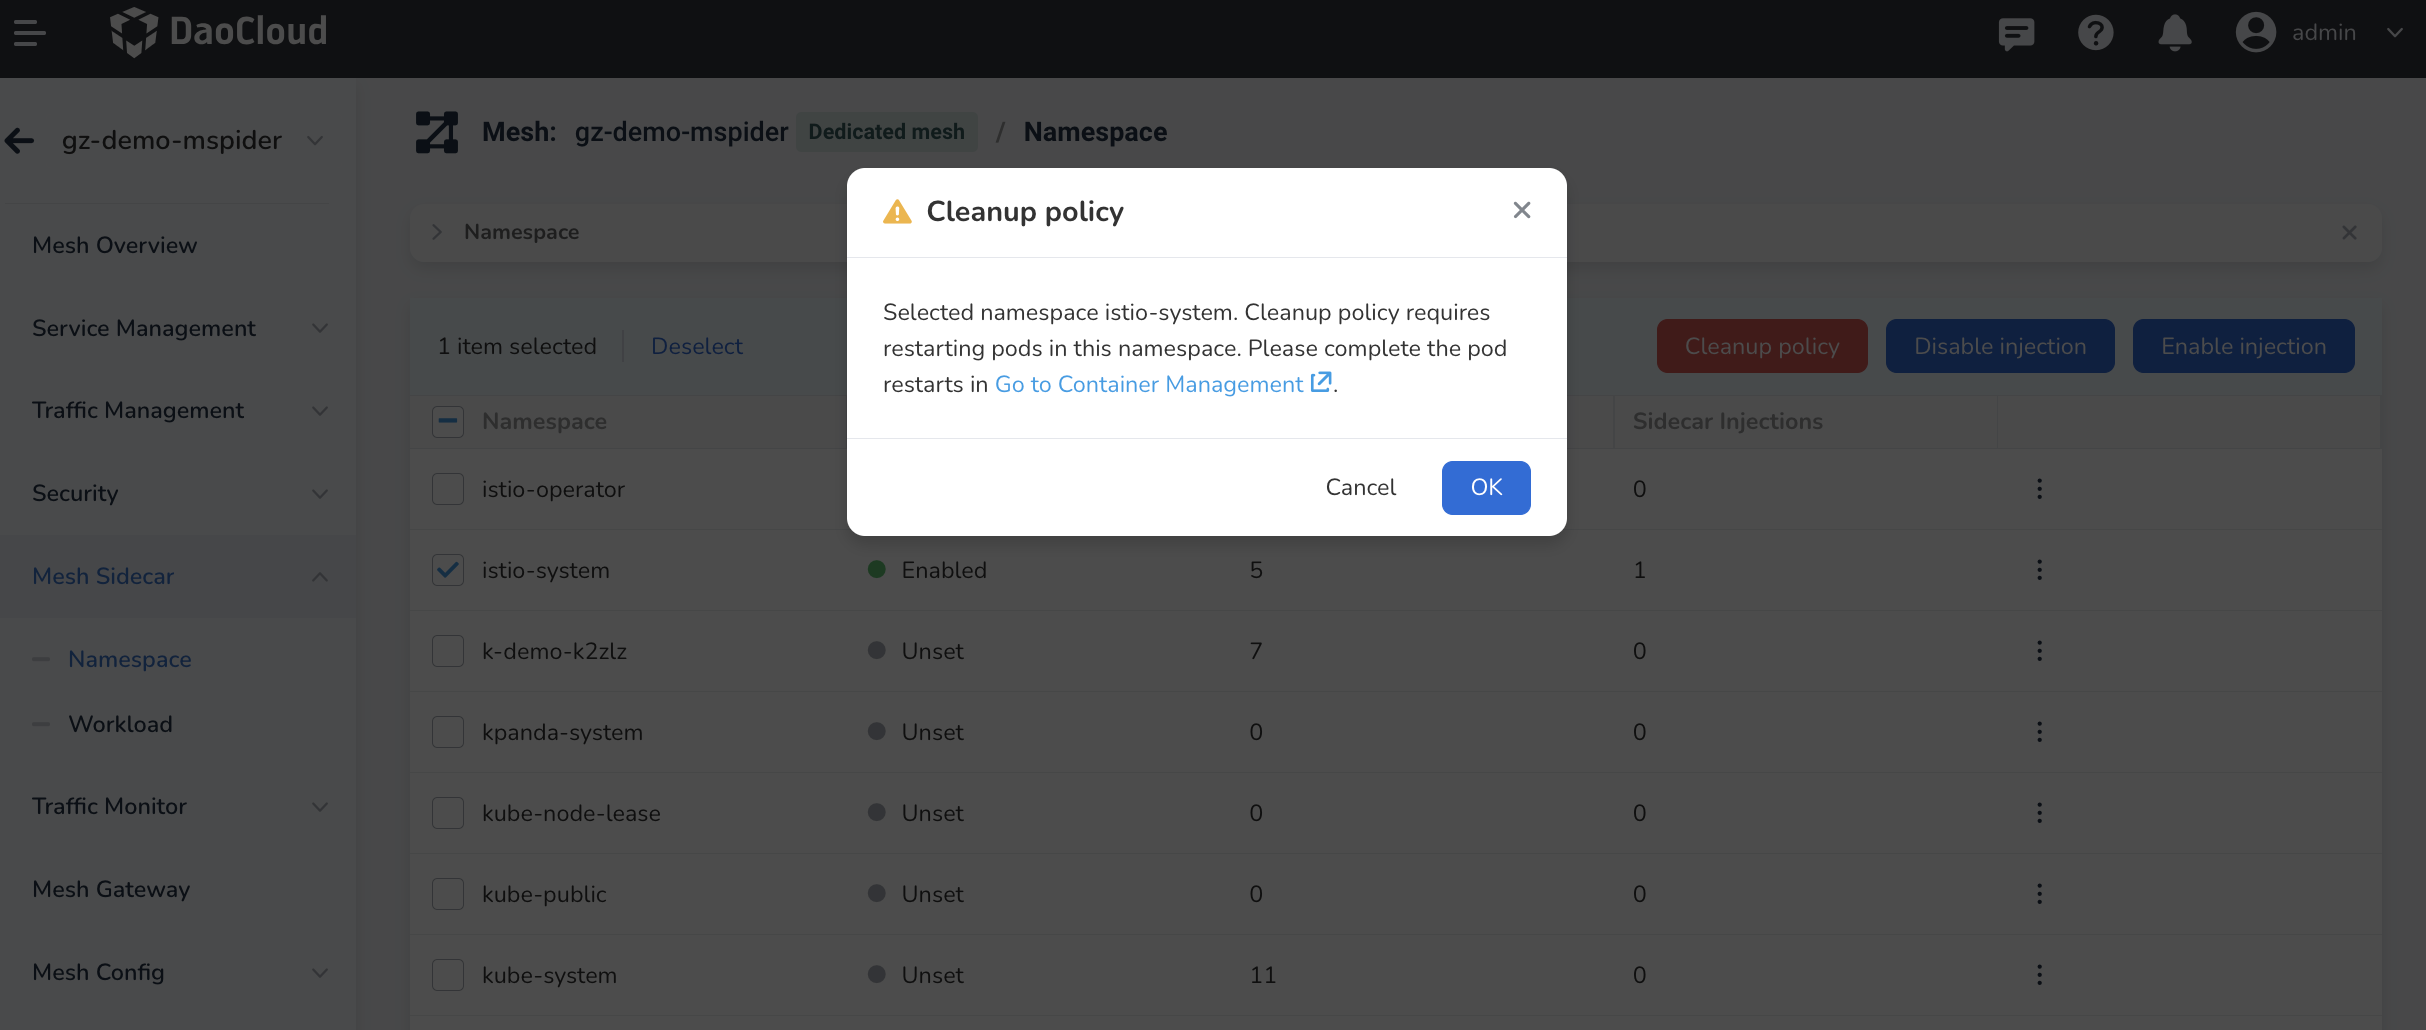 DaoCloud
admin
gz-demo-mspider
Mesh: gz-demo-mspider Dedicated mesh / Namespace
Mesh Overview
Service Management
Traffic Management
Security
Mesh Sidecar
Namespace
Workload
Traffic Monitor
Mesh Gateway
Mesh Config
Namespace
1 item selected Deselect
Cleanup policy Disable injection Enable injection
Cleanup policy
Selected namespace istio-system. Cleanup policy requires
restarting pods in this namespace. Please complete the pod
restarts in Go to Container Management.
Cancel OK
Namespace Sidecar Injections
istio-operator 0
istio-system Enabled 5 1
k-demo-k2zlz Unset 7 0
kpanda-system Unset 0 0
kube-node-lease Unset 0 0
kube-public Unset 0 0
kube-system Unset 11 0